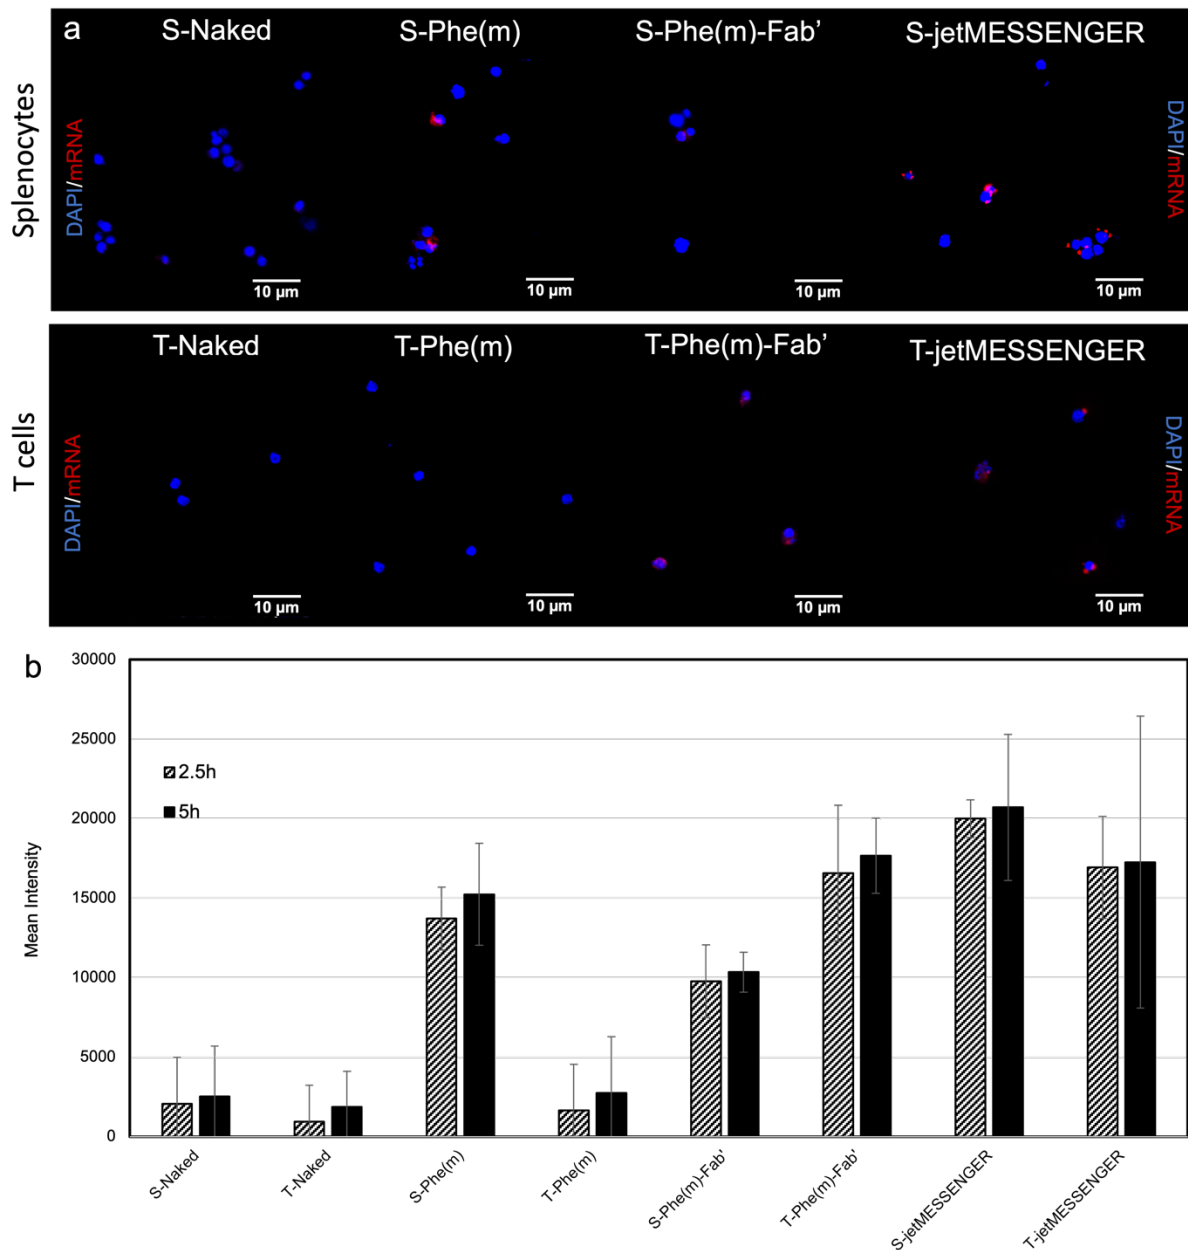 a
S-Naked
S-Phe(m)
S-Phe(m)-Fab'
S-jetMESSENGER
Splenocytes
DAPI/mRNA
DAPI/mRNA
10 µm
10 µm
10 µm
10 µm
T-Naked
T-Phe(m)
T-Phe(m)-Fab'
T-jetMESSENGER
T cells
DAPI/mRNA
DAPI/mRNA
10 µm
10 µm
10 µm
10 µm
b
30000
25000
20000
15000
10000
5000
0
Mean Intensity
2.5h
5h
S-Naked
T-Naked
S-Phe(m)
T-Phe(m)
S-Phe(m)-Fab'
T-Phe(m)-Fab'
S-jetMESSENGER
T-jetMESSENGER